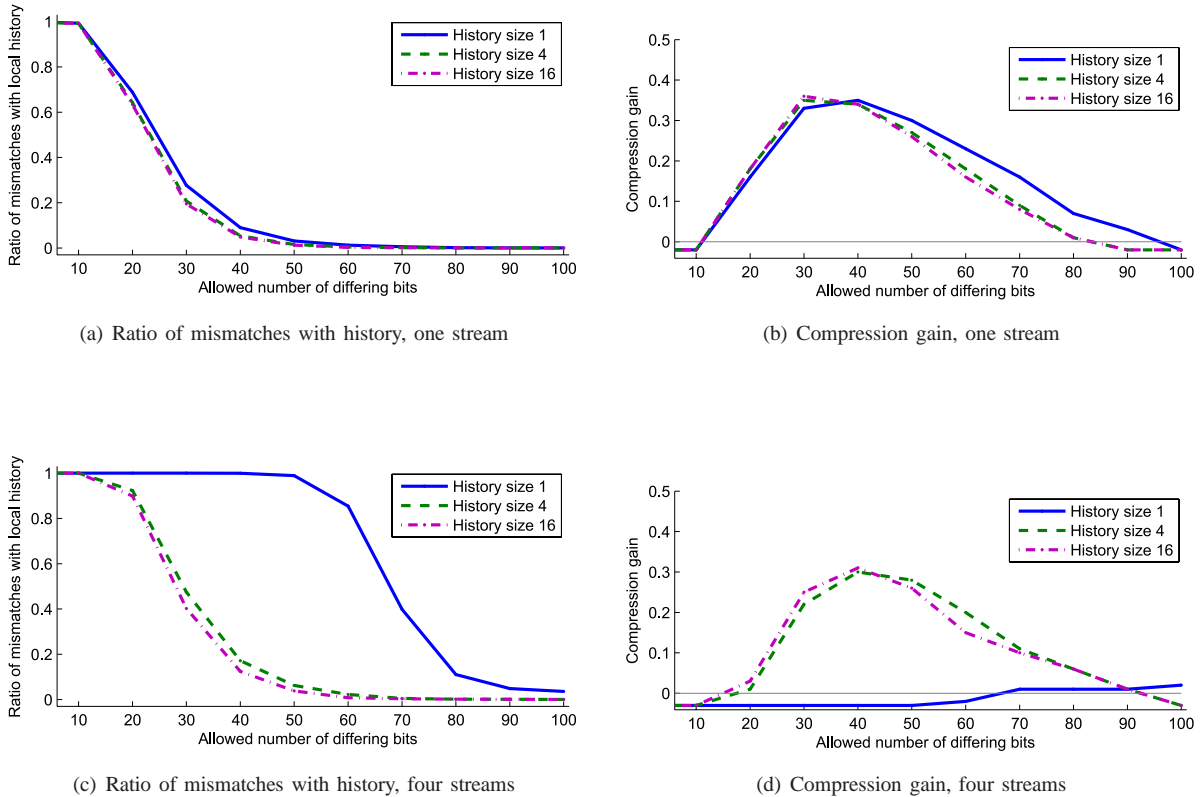 Ratio of mismatches with local history
1
0.8
0.6
0.4
0.2
0
10 20 30 40 50 60 70 80 90 100
Allowed number of differing bits
History size 1
History size 4
History size 16
(a) Ratio of mismatches with history, one stream
Compression gain
0.5
0.4
0.3
0.2
0.1
0
10 20 30 40 50 60 70 80 90 100
Allowed number of differing bits
History size 1
History size 4
History size 16
(b) Compression gain, one stream
Ratio of mismatches with local history
1
0.8
0.6
0.4
0.2
0
10 20 30 40 50 60 70 80 90 100
Allowed number of differing bits
History size 1
History size 4
History size 16
(c) Ratio of mismatches with history, four streams
Compression gain
0.5
0.4
0.3
0.2
0.1
0
10 20 30 40 50 60 70 80 90 100
Allowed number of differing bits
History size 1
History size 4
History size 16
(d) Compression gain, four streams